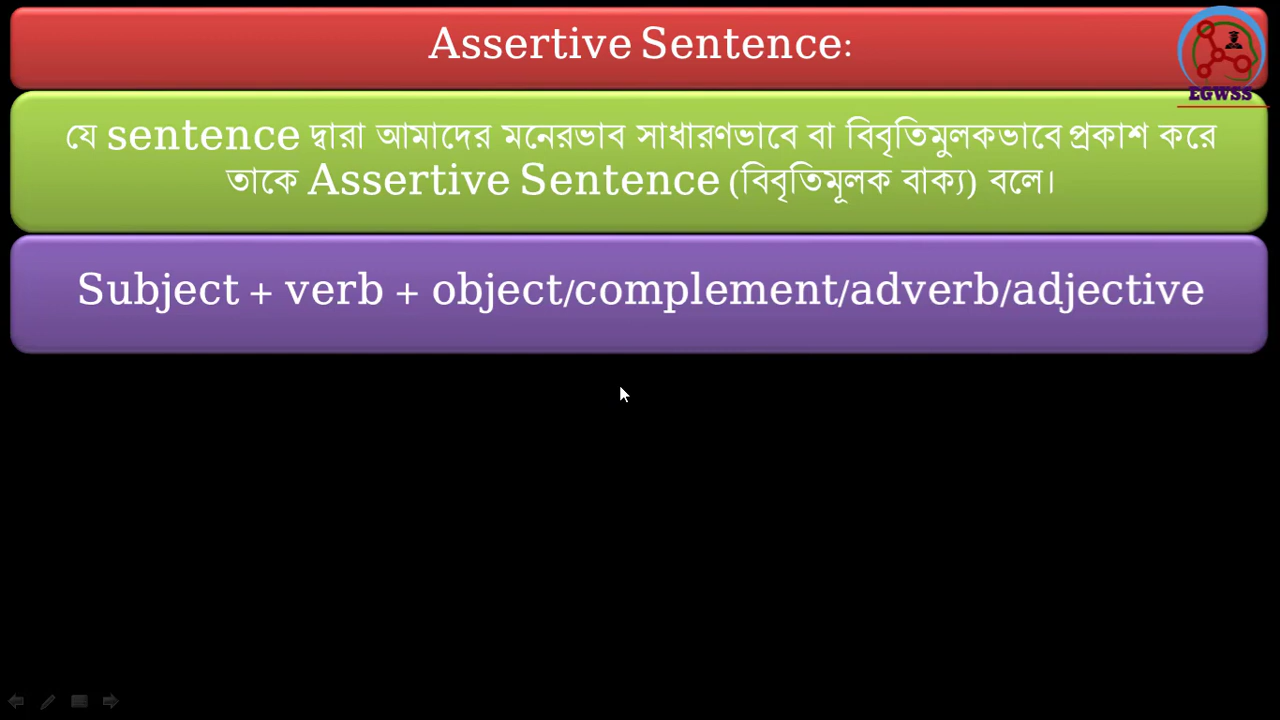 Assertive Sentence:
EGWSS
যে sentence দ্বারা আমাদের মনেরভাব সাধারণভাবে বা বিবৃতিমুলকভাবে প্রকাশ করে
তাকে Assertive Sentence (বিবৃতিমূলক বাক্য) বলে।
Subject + verb + object/complement/adverb/adjective